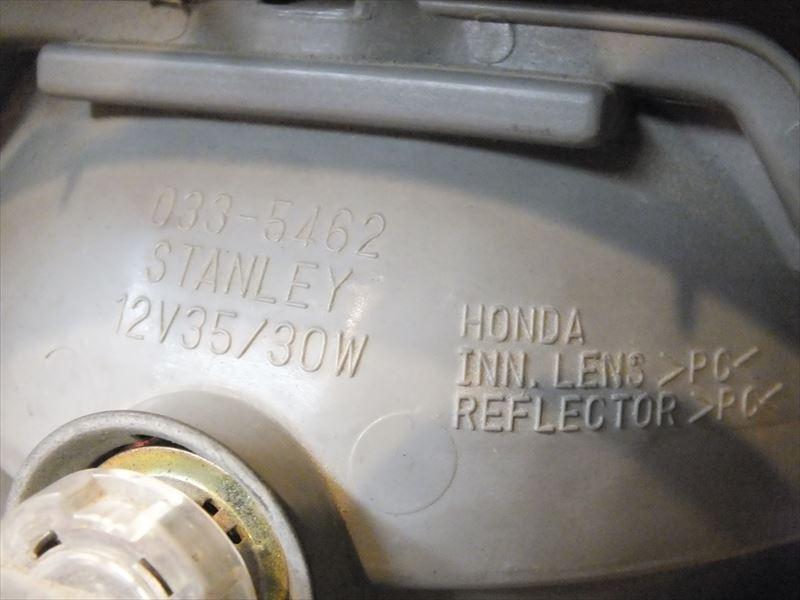 033-5462
STANLEY
12V35/30W
HONDA
INN. LENS >PC<
REFLECTOR >PC<